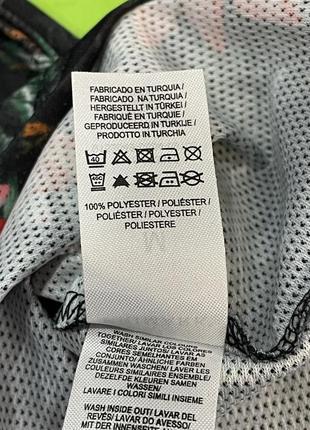 FABRICADO EN TURQUIA/
FABRICADO NA TURQUIA /
HERGESTELLT IN TÜRKEI /
FABRIQUÉ EN TURQUIE /
GEPRODUCEERD IN TURKIJE/
PRODOTTO IN TURCHIA
40
100% POLYESTER / POLIÉSTER
/ POLIÉSTER / POLYESTER /
POLYESTER / POLYESTER /
POLIESTERE
WASH SIMILAR COLOURS
TOGETHER/ LAVAR LOS COLORES
SIMILARES JUNTOS/ LAVAR AS
CORES SEMELHANTES EM
CONJUNTO/ ÄHNLICHE FARBEN
ZUSAMMEN WASCHEN/ LAVER
COULEURS SIMILAIRES ENSEMBLE/
DEZELFDE KLEUREN SAMEN
WASSEN/
LAVARE I COLORI SIMILI INSIEME
WASH INSIDE OUT/ LAVAR DEL
REVÉS/ LAVAR DO AVESSO/
MIT DER INNENSEITE